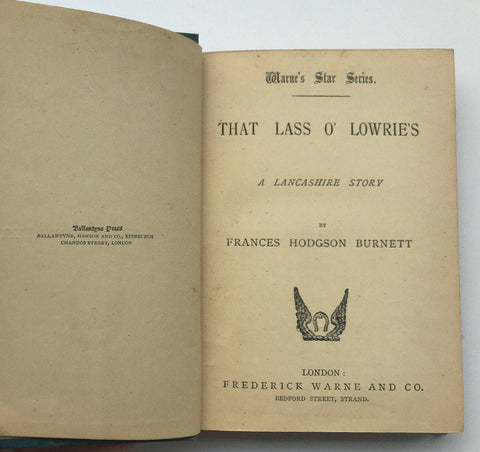 Ballantyne Press
BALLANTYNE, HANSON AND CO., EDINBURGH
CHANDOS STREET, LONDON
Warne's Star Series.
THAT LASS O' LOWRIE'S
A LANCASHIRE STORY
BY
FRANCES HODGSON BURNETT
LONDON:
FREDERICK WARNE AND CO.
BEDFORD STREET, STRAND.